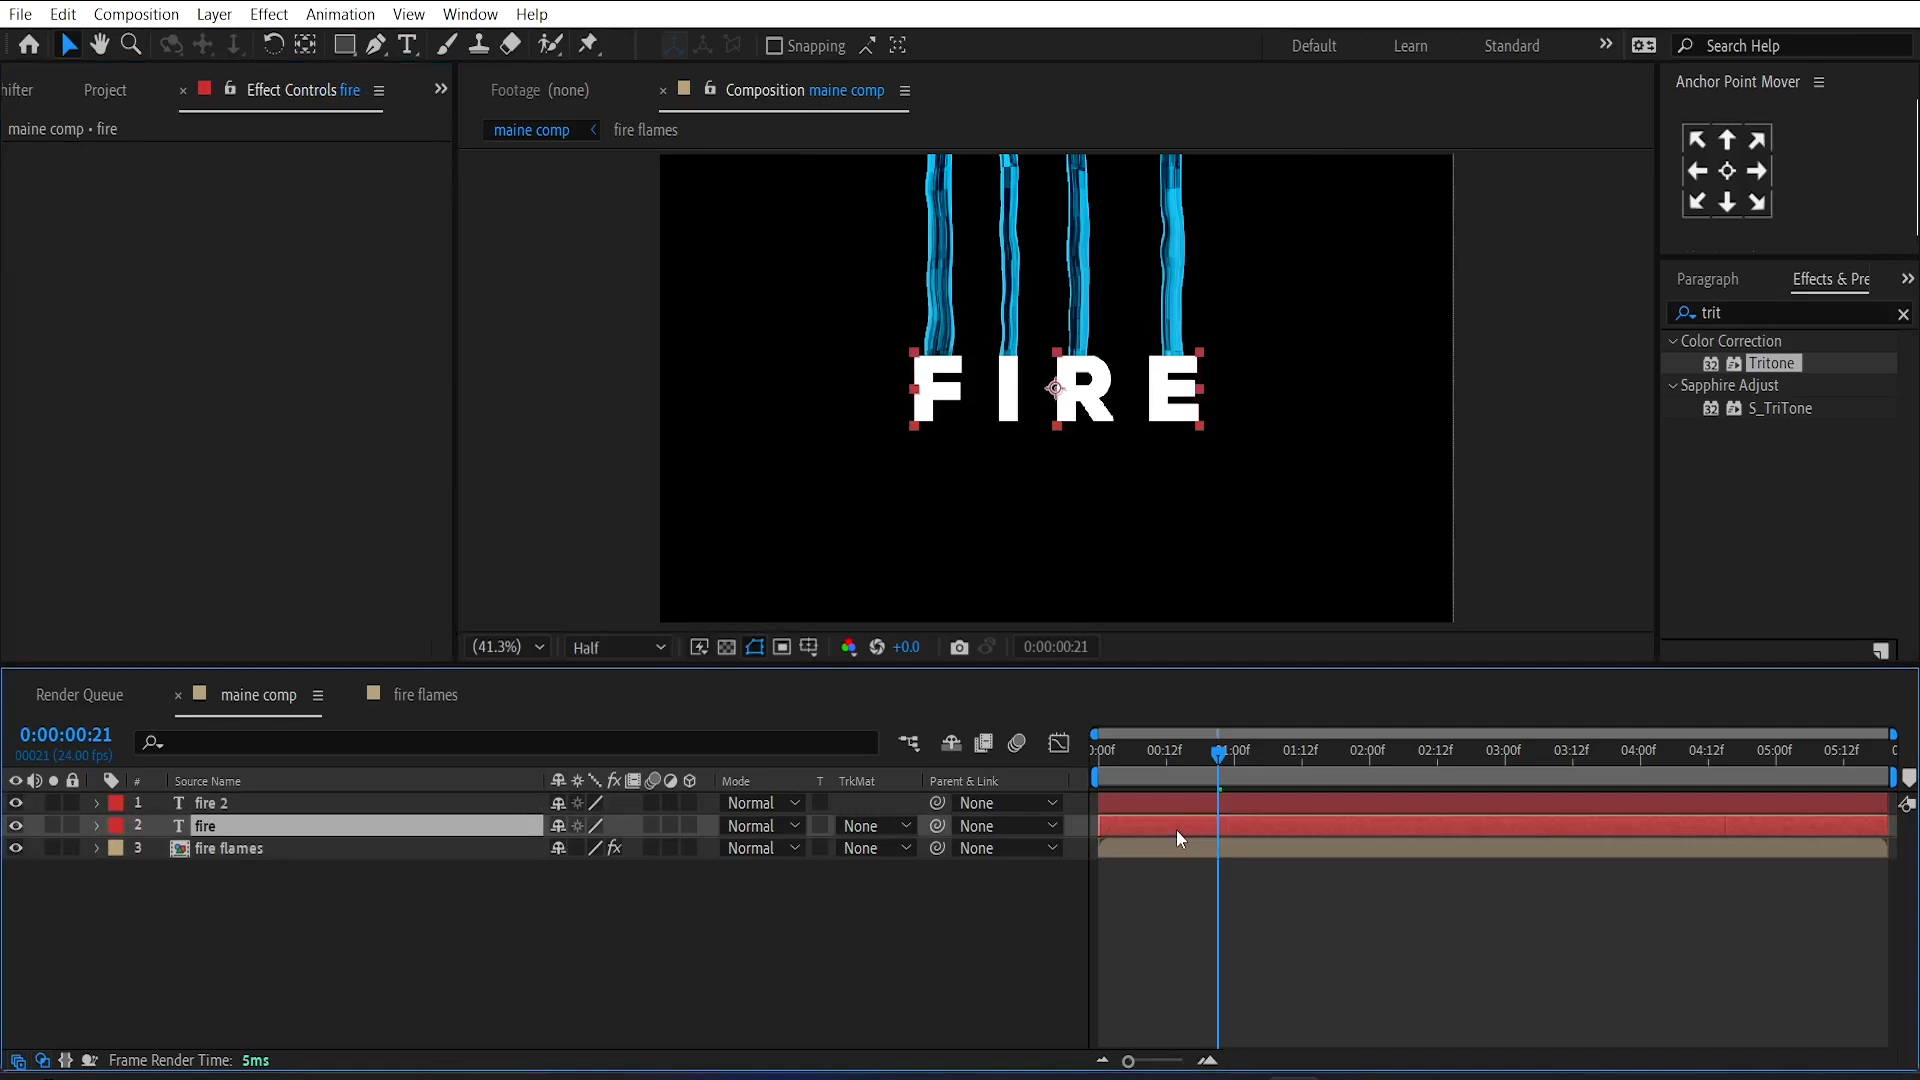 File Edit Composition Layer Effect Animation View Window Help
Snapping Default Learn Standard Search Help
hifter Project × Effect Controls fire
Footage (none) × Composition maine comp
Anchor Point Mover
maine comp • fire
maine comp fire flames
Paragraph Effects & Pre
trit
Color Correction
32 Tritone
Sapphire Adjust
32 S_TriTone
FIRE
(41.3%) Half +0.0 0:00:00:21
Render Queue × maine comp fire flames
0:00:00:21
00021 (24.00 fps)
0:00f 00:12f 01:00f 01:12f 02:00f 02:12f 03:00f 03:12f 04:00f 04:12f 05:00f 05:12f
# Source Name fx Mode T TrkMat Parent & Link
1 T fire 2 Normal None
2 T fire Normal None None
3 fire flames fx Normal None None
Frame Render Time: 5ms